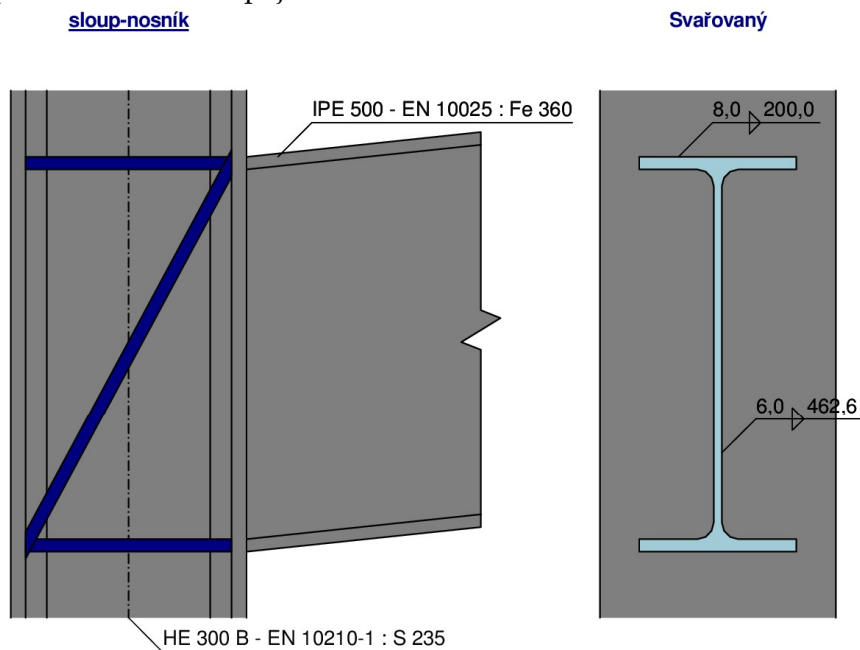 sloup-nosník
Svařovaný
IPE 500 - EN 10025 : Fe 360
8,0 200,0
6,0 462,6
HE 300 B - EN 10210-1 : S 235